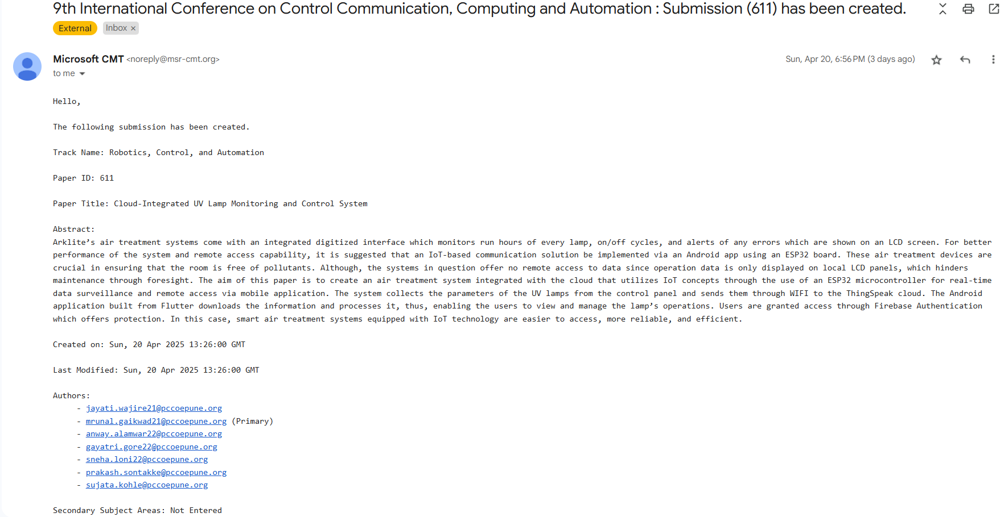 9th International Conference on Control Communication, Computing and Automation : Submission (611) has been created.
External Inbox ×
Microsoft CMT <noreply@msr-cmt.org>
Sun, Apr 20, 6:56 PM (3 days ago)
to me
Hello,
The following submission has been created.
Track Name: Robotics, Control, and Automation
Paper ID: 611
Paper Title: Cloud-Integrated UV Lamp Monitoring and Control System
Abstract:
Arklite’s air treatment systems come with an integrated digitized interface which monitors run hours of every lamp, on/off cycles, and alerts of any errors which are shown on an LCD screen. For better
performance of the system and remote access capability, it is suggested that an IoT-based communication solution be implemented via an Android app using an ESP32 board. These air treatment devices are
crucial in ensuring that the room is free of pollutants. Although, the systems in question offer no remote access to data since operation data is only displayed on local LCD panels, which hinders
maintenance through foresight. The aim of this paper is to create an air treatment system integrated with the cloud that utilizes IoT concepts through the use of an ESP32 microcontroller for real-time
data surveillance and remote access via mobile application. The system collects the parameters of the UV lamps from the control panel and sends them through WIFI to the ThingSpeak cloud. The Android
application built from Flutter downloads the information and processes it, thus, enabling the users to view and manage the lamp’s operations. Users are granted access through Firebase Authentication
which offers protection. In this case, smart air treatment systems equipped with IoT technology are easier to access, more reliable, and efficient.
Created on: Sun, 20 Apr 2025 13:26:00 GMT
Last Modified: Sun, 20 Apr 2025 13:26:00 GMT
Authors:
- jayati.wajire21@pccoepune.org
- mrunal.gaikwad21@pccoepune.org (Primary)
- anway.alamwar22@pccoepune.org
- gayatri.gore22@pccoepune.org
- sneha.loni22@pccoepune.org
- prakash.sontakke@pccoepune.org
- sujata.kohle@pccoepune.org
Secondary Subject Areas: Not Entered